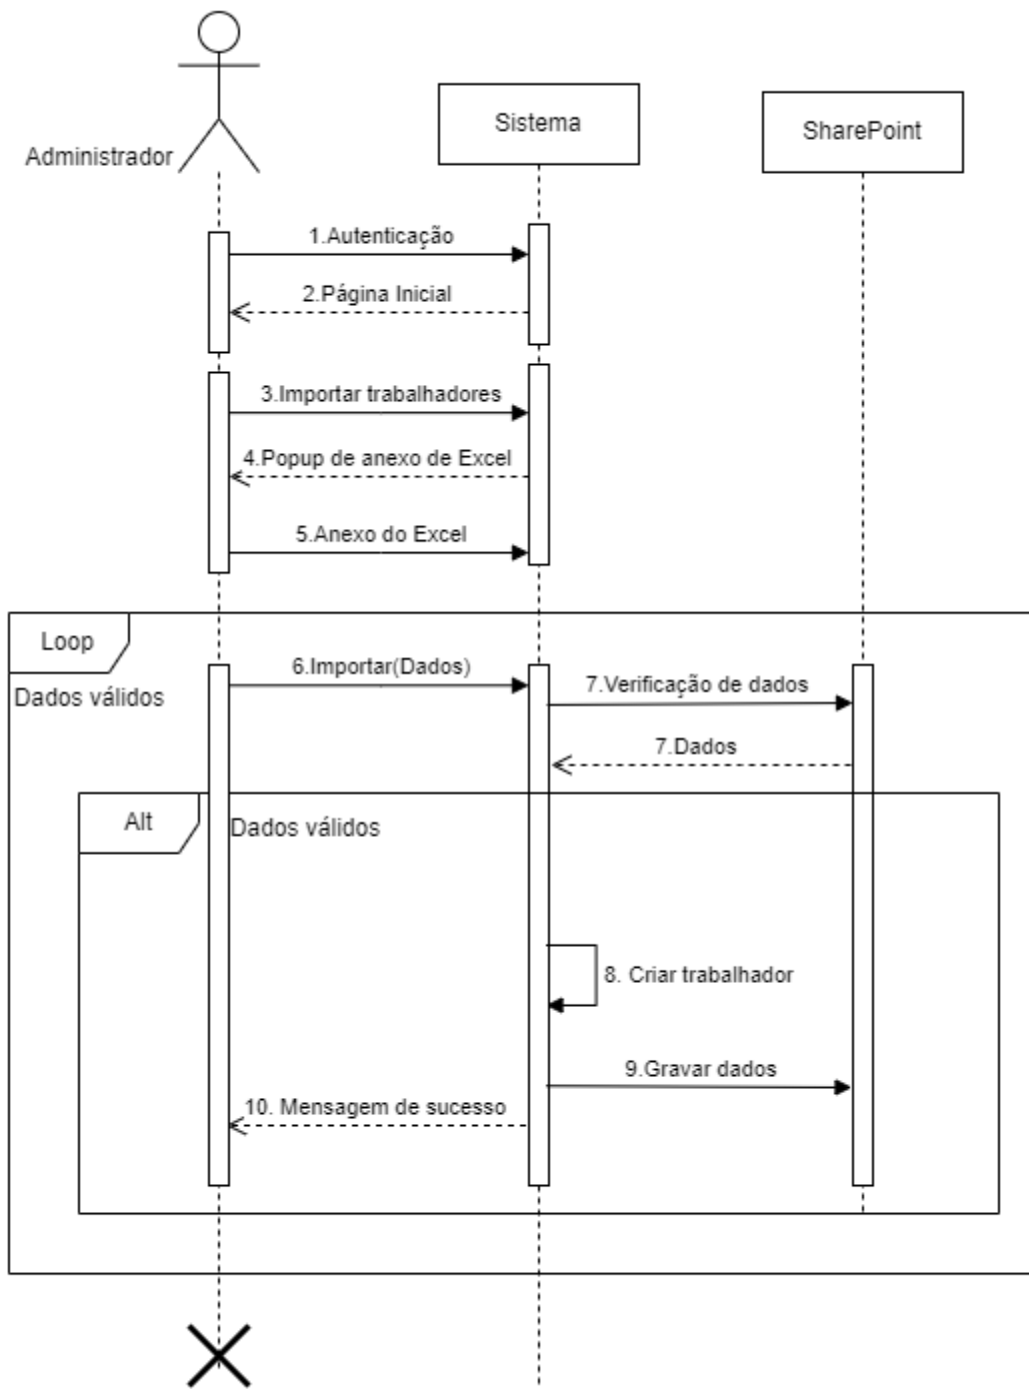 Administrador
Sistema
SharePoint
1.Autenticação
2.Página Inicial
3.Importar trabalhadores
4.Popup de anexo de Excel
5.Anexo do Excel
Loop
Dados válidos
6.Importar(Dados)
7.Verificação de dados
7.Dados
Alt
Dados válidos
8. Criar trabalhador
9.Gravar dados
10. Mensagem de sucesso